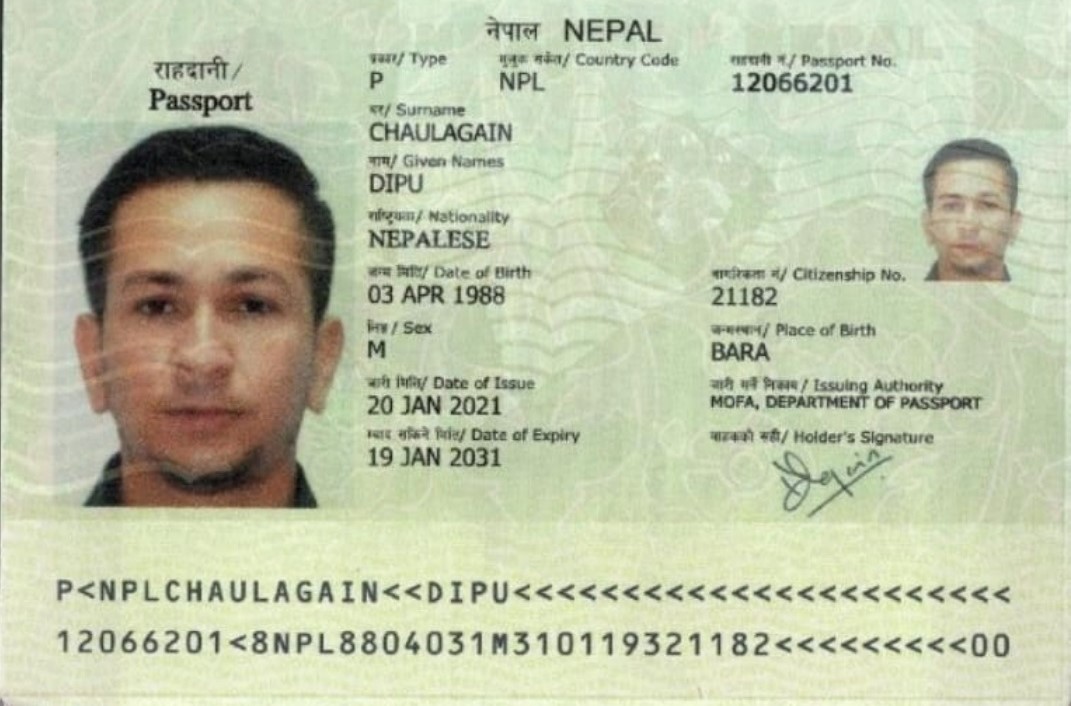 नेपाल NEPAL
राहदानी/
Passport
प्रकार/ Type
P
मुलुक संकेत/ Country Code
NPL
राहदानी नं./ Passport No.
12066201
थर/ Surname
CHAULAGAIN
नाम/ Given Names
DIPU
राष्ट्रियता/ Nationality
NEPALESE
जन्म मिति/ Date of Birth
03 APR 1988
नागरिकता नं/ Citizenship No.
21182
लिङ्ग / Sex
M
जन्मस्थान/ Place of Birth
BARA
जारी मिति/ Date of Issue
20 JAN 2021
जारी गर्ने निकाय / Issuing Authority
MOFA, DEPARTMENT OF PASSPORT
म्याद सकिने मिति/ Date of Expiry
19 JAN 2031
वाहकको सही/ Holder's Signature
P<NPLCHAULAGAIN<<DIPU<<<<<<<<<<<<<<<<<<<<<<<
12066201<8NPL8804031M310119321182<<<<<<<<<00